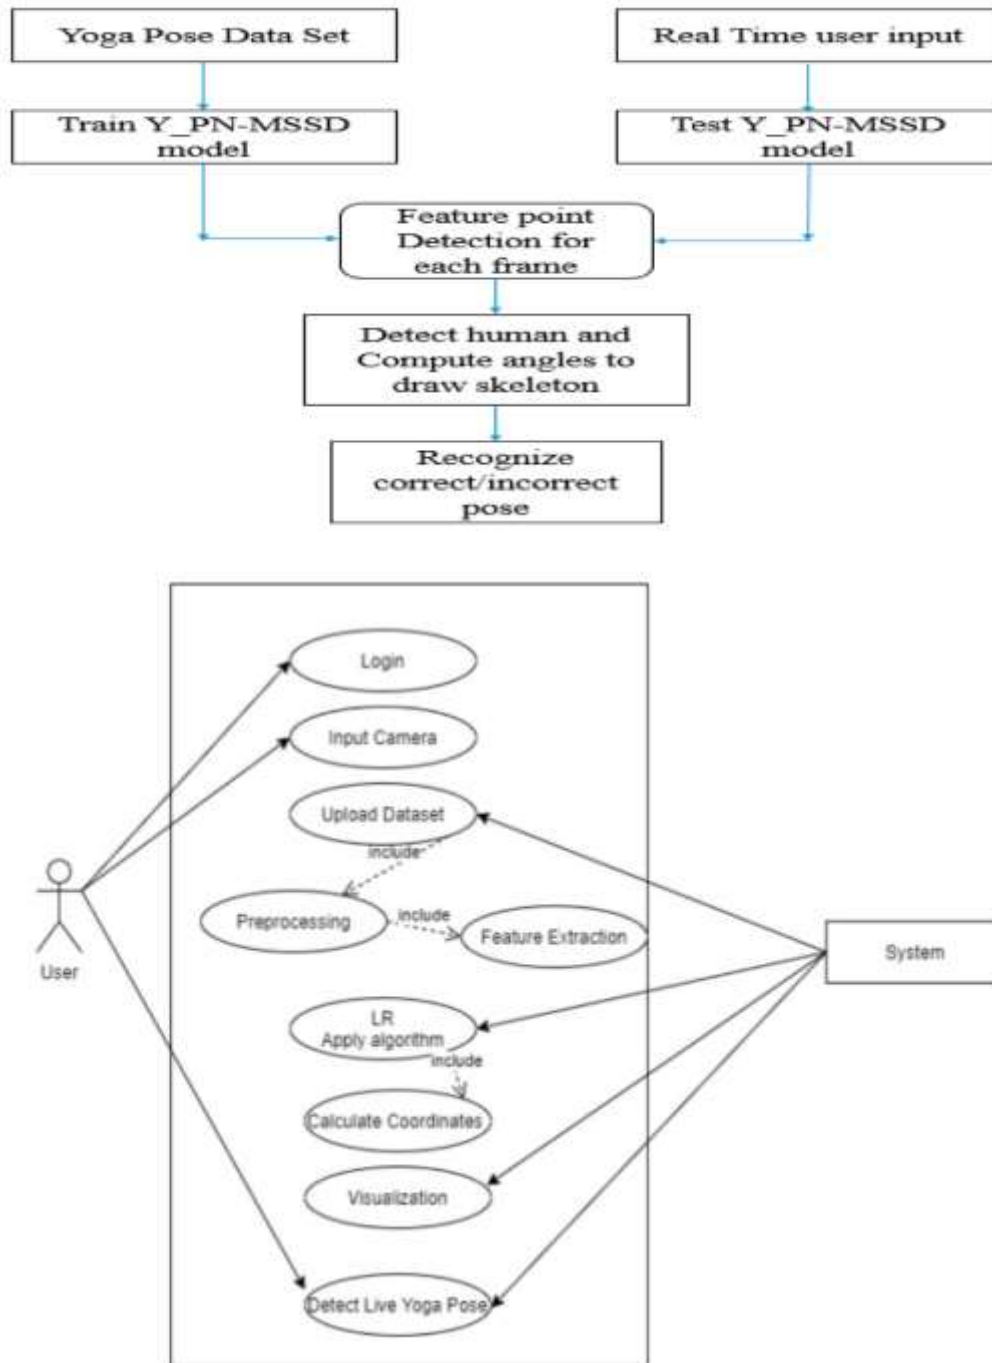 Yoga Pose Data Set
Real Time user input
Train Y_PN-MSSD
model
Test Y_PN-MSSD
model
Feature point
Detection for
each frame
Detect human and
Compute angles to
draw skeleton
Recognize
correct/incorrect
pose
Login
Input Camera
Upload Dataset
include
Preprocessing
include
Feature Extraction
User
System
LR
Apply algorithm
include
Calculate Coordinates
Visualization
Detect Live Yoga Pose